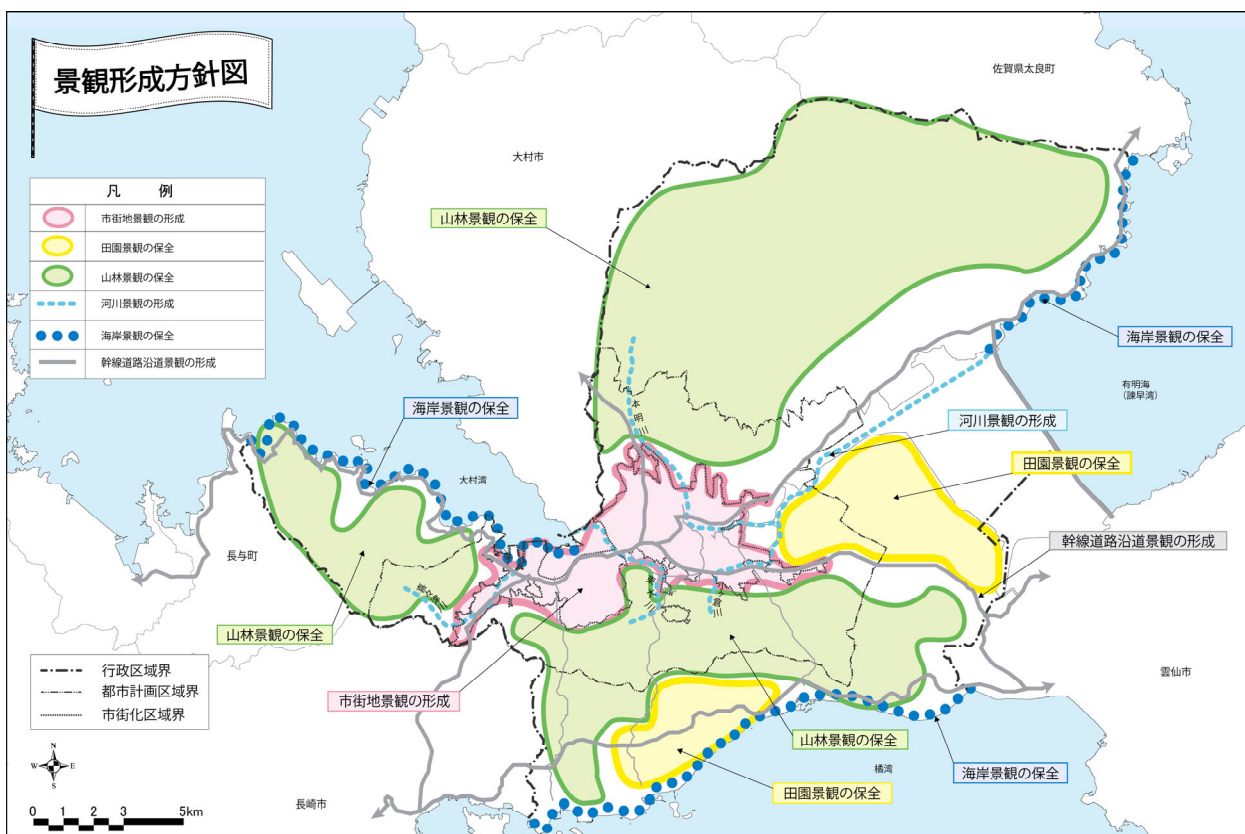 景観形成方針図
佐賀県太良町
大村市
凡 例
市街地景観の形成
田園景観の保全
山林景観の保全
河川景観の形成
海岸景観の保全
幹線道路沿道景観の形成
山林景観の保全
海岸景観の保全
有明海
(諫早湾)
本明川
海岸景観の保全
河川景観の形成
田園景観の保全
大村湾
長与町
幹線道路沿道景観の形成
山林景観の保全
行政区域界
都市計画区域界
市街化区域界
市街地景観の形成
雲仙市
山林景観の保全
橘湾
海岸景観の保全
田園景観の保全
長崎市
N
W E
S
0 1 2 3 5km